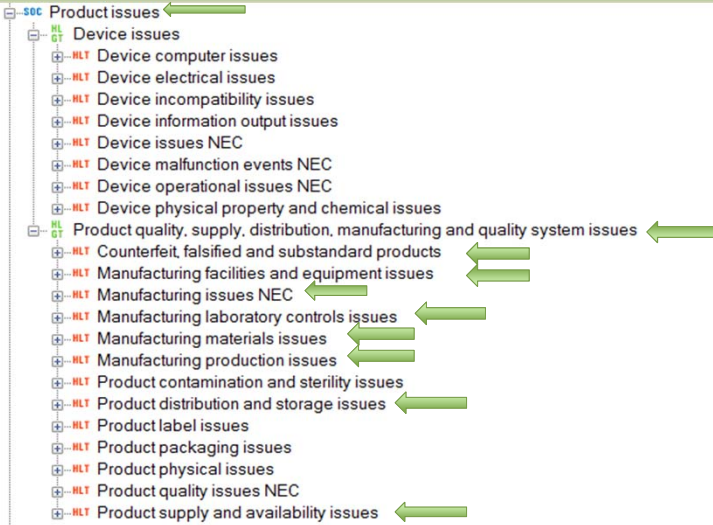 SOC Product issues
HLGT Device issues
HLT Device computer issues
HLT Device electrical issues
HLT Device incompatibility issues
HLT Device information output issues
HLT Device issues NEC
HLT Device malfunction events NEC
HLT Device operational issues NEC
HLT Device physical property and chemical issues
HLGT Product quality, supply, distribution, manufacturing and quality system issues
HLT Counterfeit, falsified and substandard products
HLT Manufacturing facilities and equipment issues
HLT Manufacturing issues NEC
HLT Manufacturing laboratory controls issues
HLT Manufacturing materials issues
HLT Manufacturing production issues
HLT Product contamination and sterility issues
HLT Product distribution and storage issues
HLT Product label issues
HLT Product packaging issues
HLT Product physical issues
HLT Product quality issues NEC
HLT Product supply and availability issues